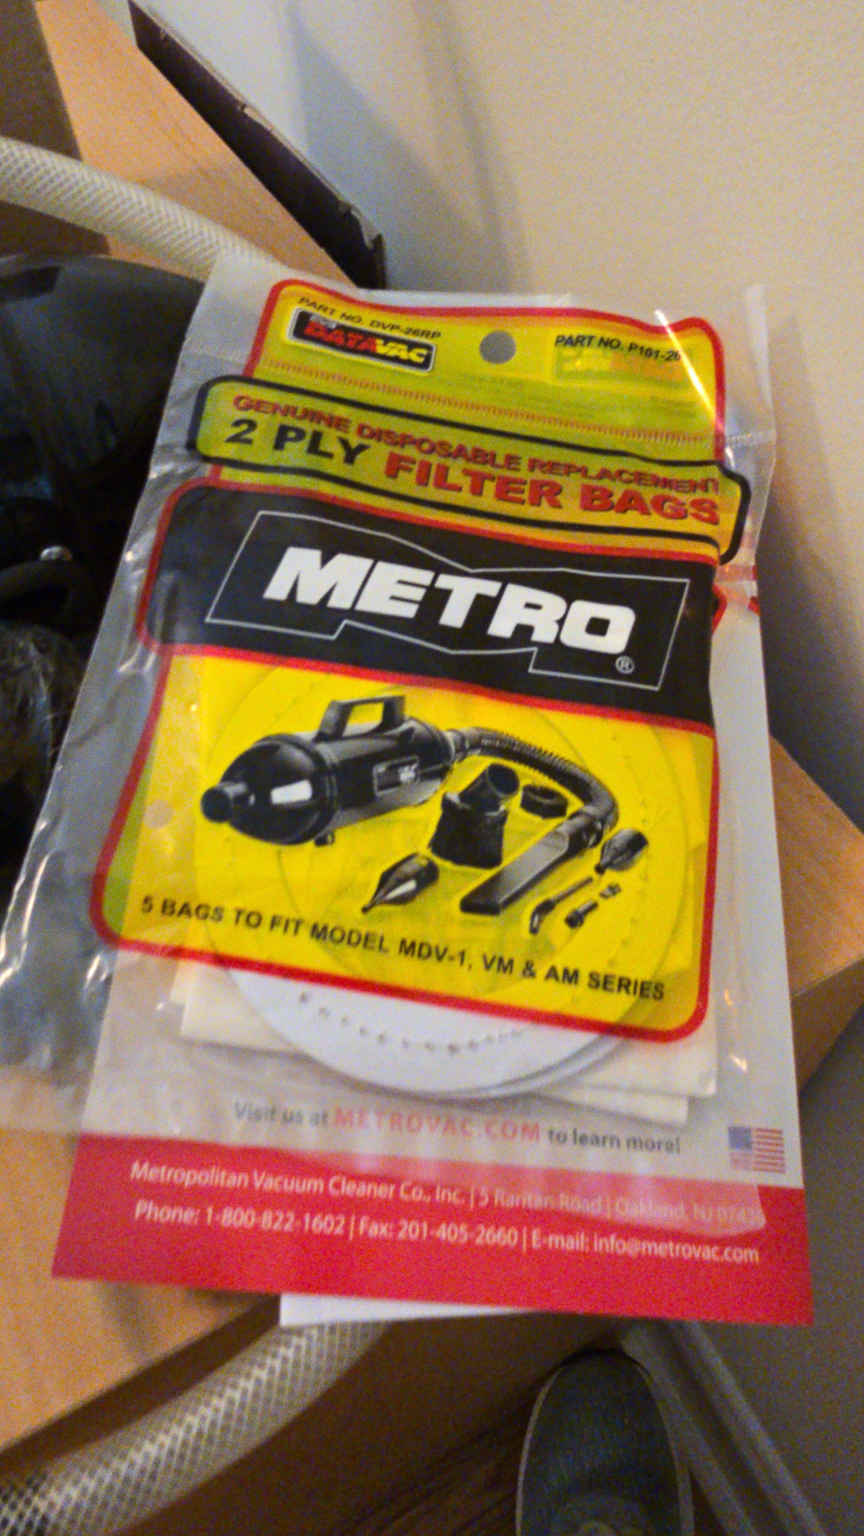 PART NO. DVP-26RP
DATAVAC
PART NO. P101-26
GENUINE DISPOSABLE REPLACEMENT
2 PLY FILTER BAGS
METRO®
5 BAGS TO FIT MODEL MDV-1, VM & AM SERIES
Visit us at METROVAC.COM to learn more!
Metropolitan Vacuum Cleaner Co., Inc. | 5 Raritan Road | Oakland, NJ
Phone: 1-800-822-1602 | Fax: 201-405-2660 | E-mail: info@metrovac.com